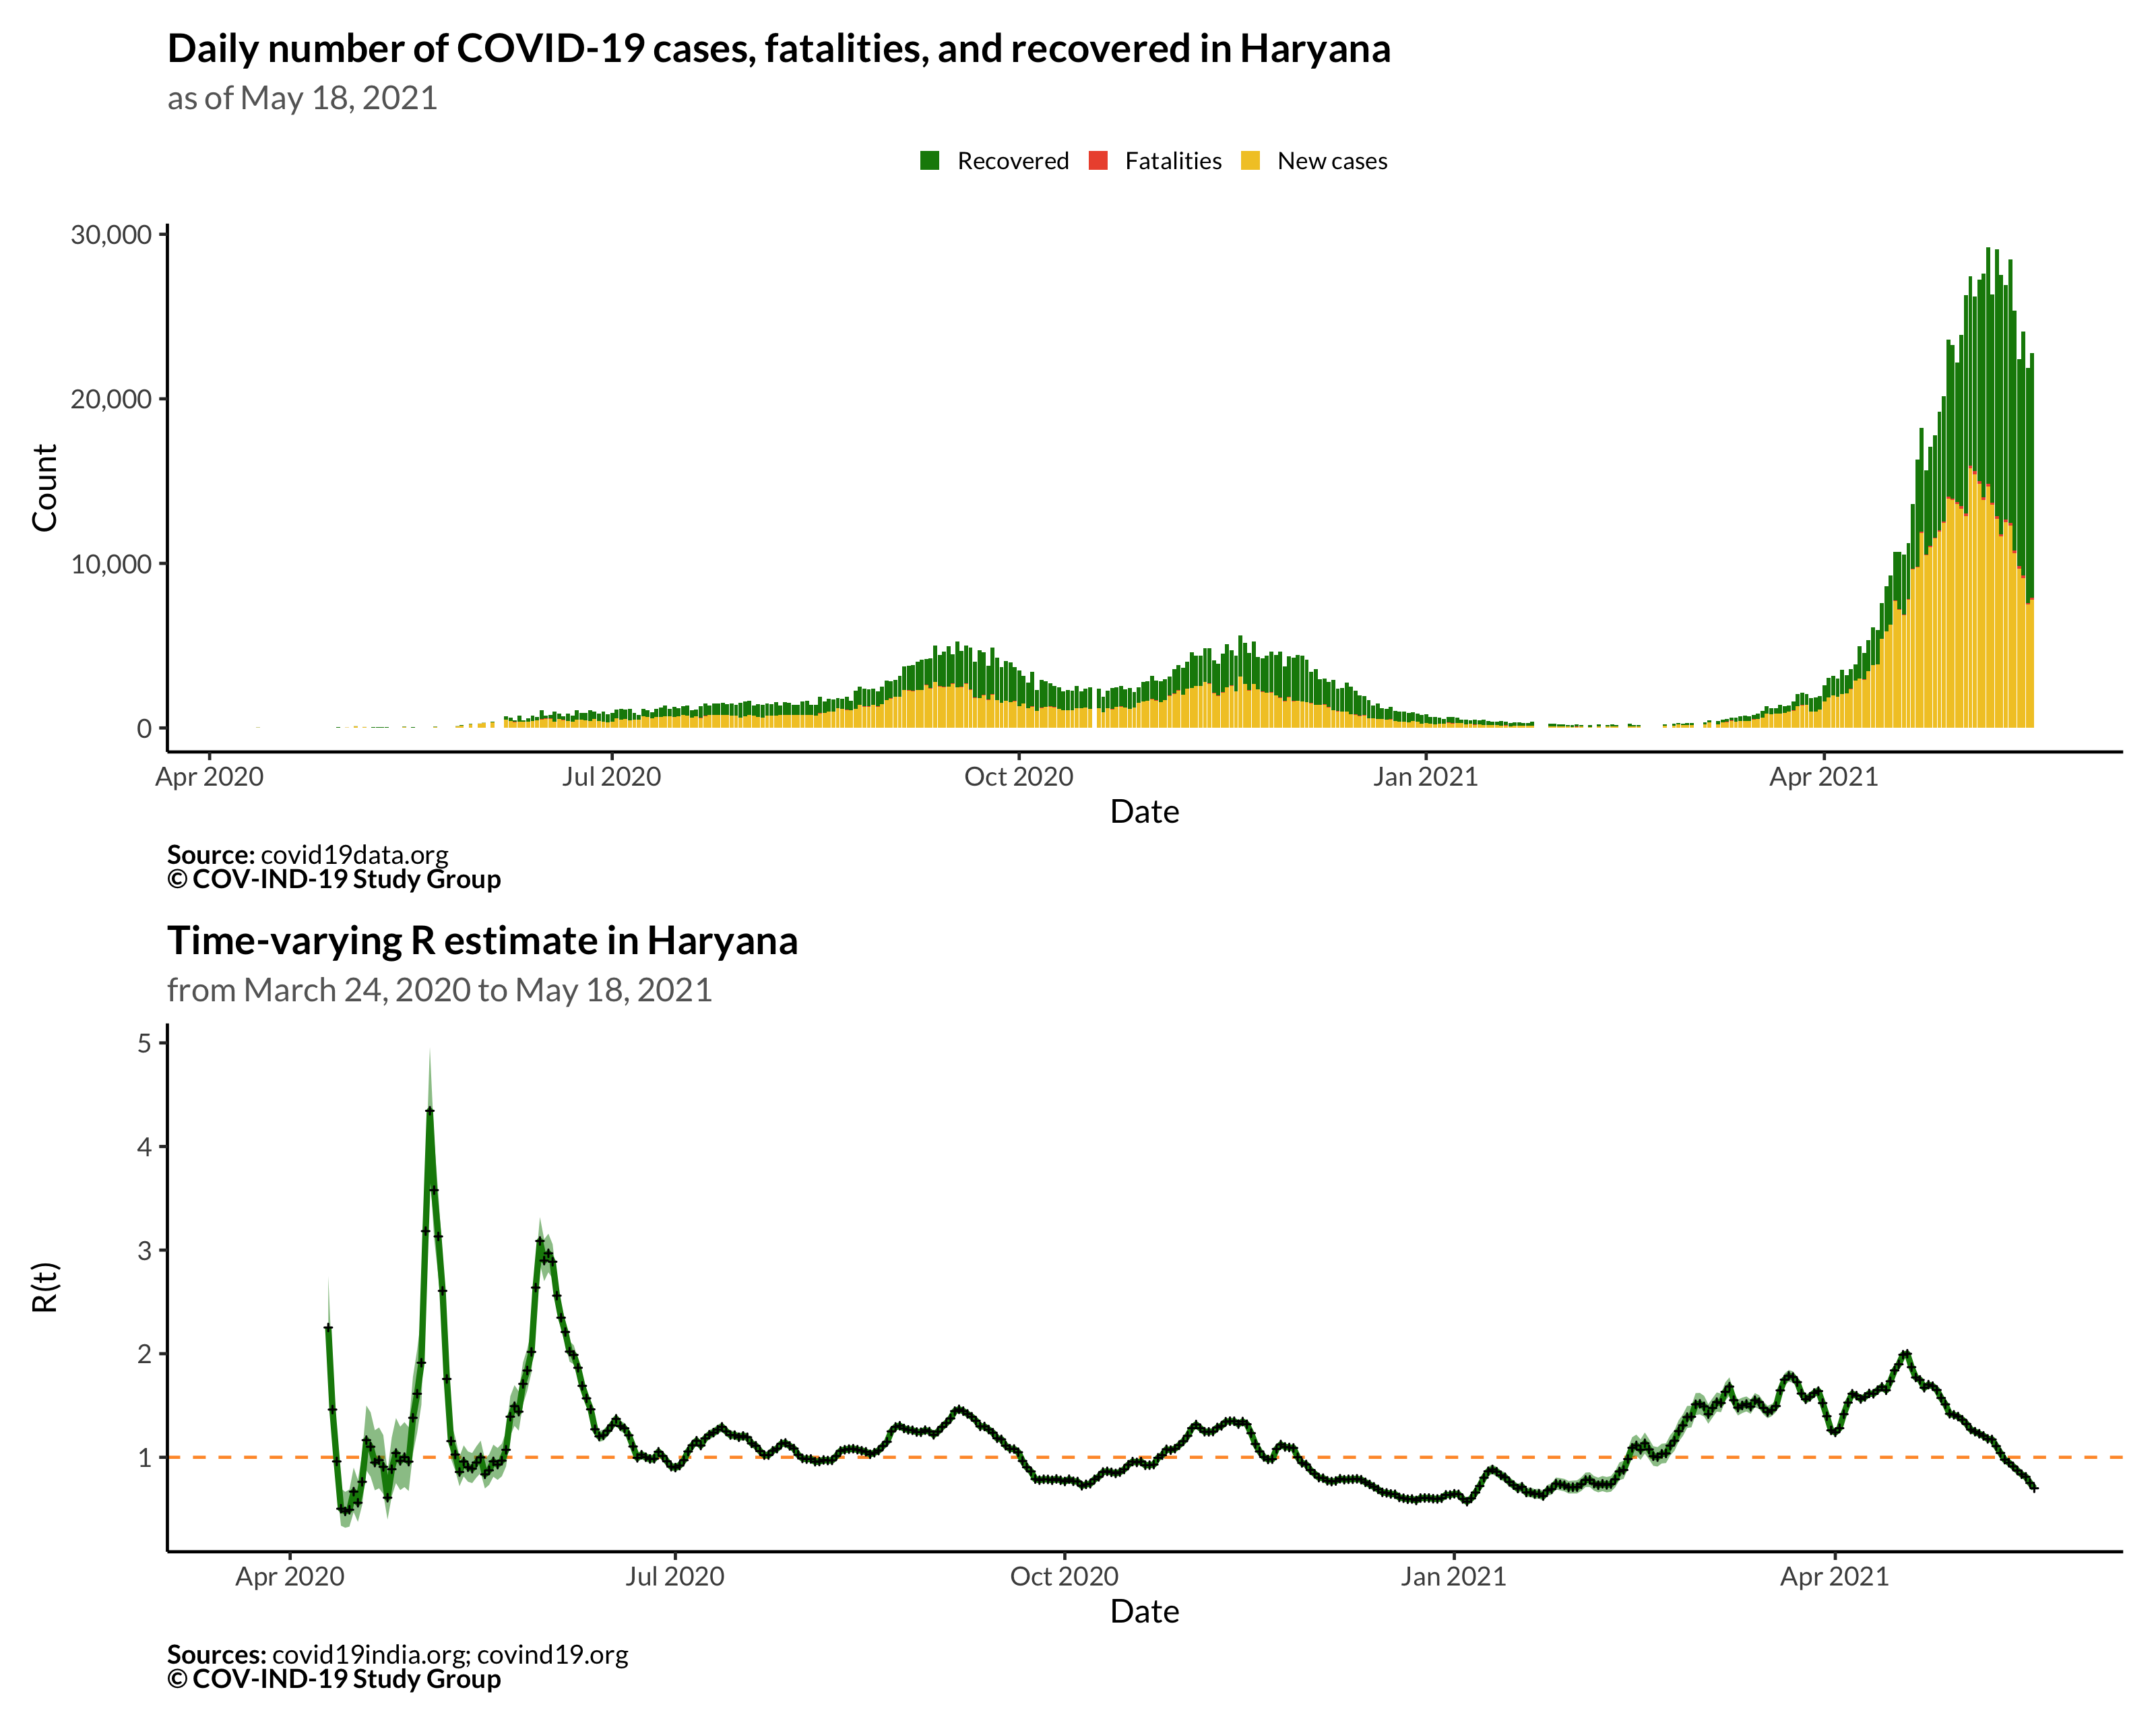 Daily number of COVID-19 cases, fatalities, and recovered in Haryana
as of May 18, 2021
Recovered Fatalities New cases
30,000
20,000
10,000
0
Count
Apr 2020 Jul 2020 Oct 2020 Jan 2021 Apr 2021
Date
Source: covid19data.org
© COV-IND-19 Study Group
Time-varying R estimate in Haryana
from March 24, 2020 to May 18, 2021
5
4
3
2
1
R(t)
Apr 2020 Jul 2020 Oct 2020 Jan 2021 Apr 2021
Date
Sources: covid19india.org; covind19.org
© COV-IND-19 Study Group